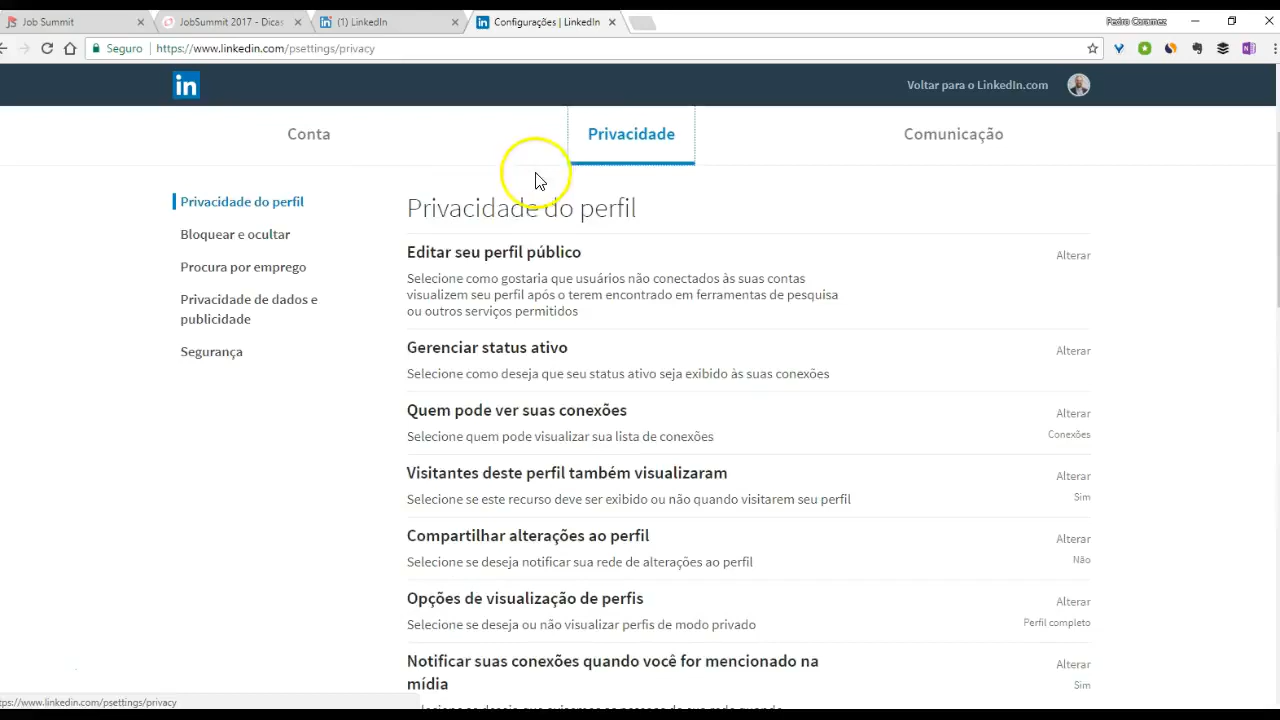 Job Summit
JobSummit 2017 - Dicas
(1) LinkedIn
Configurações | LinkedIn
Pedro Caramez
Seguro
https://www.linkedin.com/psettings/privacy
in
Voltar para o LinkedIn.com
Conta
Privacidade
Comunicação
Privacidade do perfil
Bloquear e ocultar
Procura por emprego
Privacidade de dados e
publicidade
Segurança
Privacidade do perfil
Editar seu perfil público
Alterar
Selecione como gostaria que usuários não conectados às suas contas
visualizem seu perfil após o terem encontrado em ferramentas de pesquisa
ou outros serviços permitidos
Gerenciar status ativo
Alterar
Selecione como deseja que seu status ativo seja exibido às suas conexões
Quem pode ver suas conexões
Alterar
Selecione quem pode visualizar sua lista de conexões
Conexões
Visitantes deste perfil também visualizaram
Alterar
Selecione se este recurso deve ser exibido ou não quando visitarem seu perfil
Sim
Compartilhar alterações ao perfil
Alterar
Selecione se deseja notificar sua rede de alterações ao perfil
Não
Opções de visualização de perfis
Alterar
Selecione se deseja ou não visualizar perfis de modo privado
Perfil completo
Notificar suas conexões quando você for mencionado na
mídia
Alterar
Sim
tps://www.linkedin.com/psettings/privacy